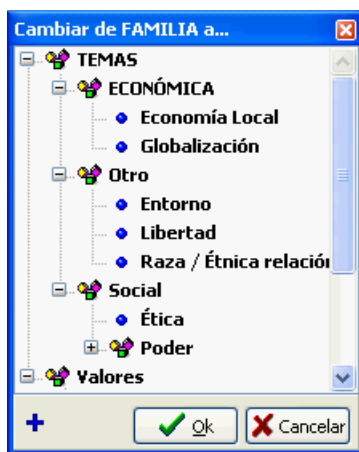 Cambiar de FAMILIA a...
TEMAS
ECONÓMICA
Economía Local
Globalización
Otro
Entorno
Libertad
Raza / Étnica relación
Social
Ética
Poder
Valores
Ok
Cancelar